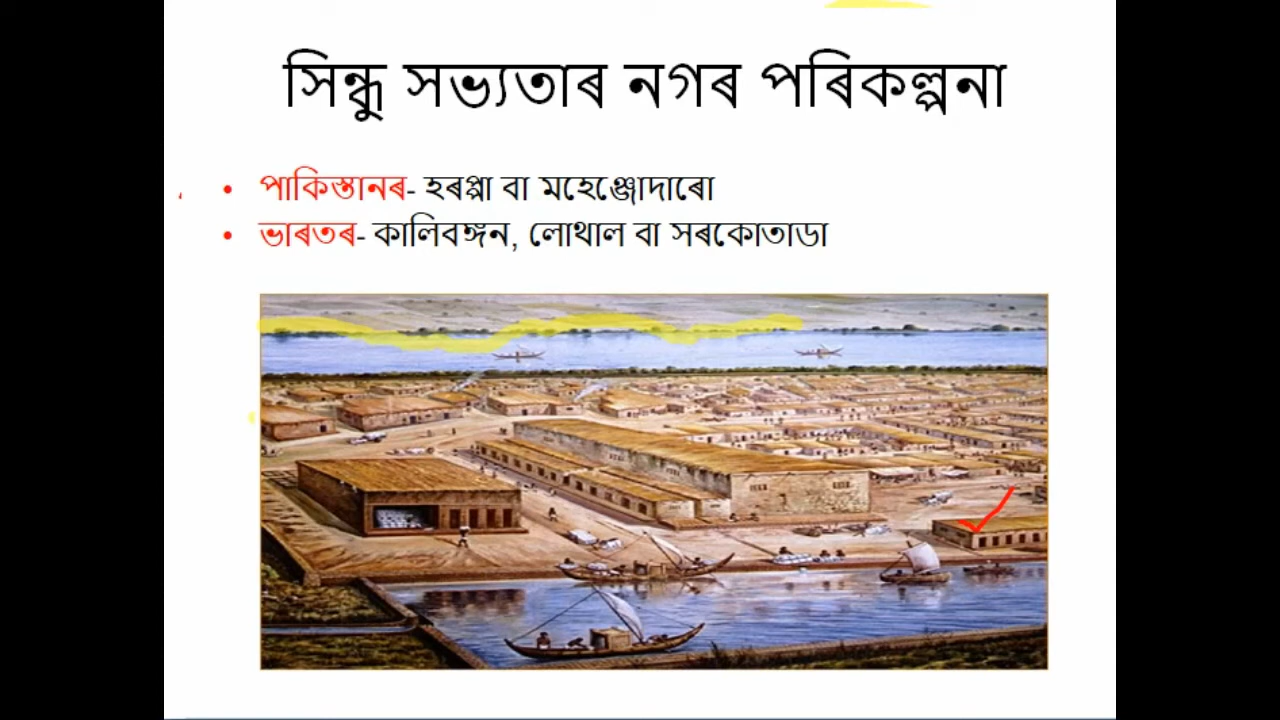 সিন্ধু সভ্যতাৰ নগৰ পৰিকল্পনা
• পাকিস্তানৰ- হৰপ্পা বা মহেঞ্জোদাৰো
• ভাৰতৰ- কালিবঙ্গন, লোথাল বা সৰকোতাডা